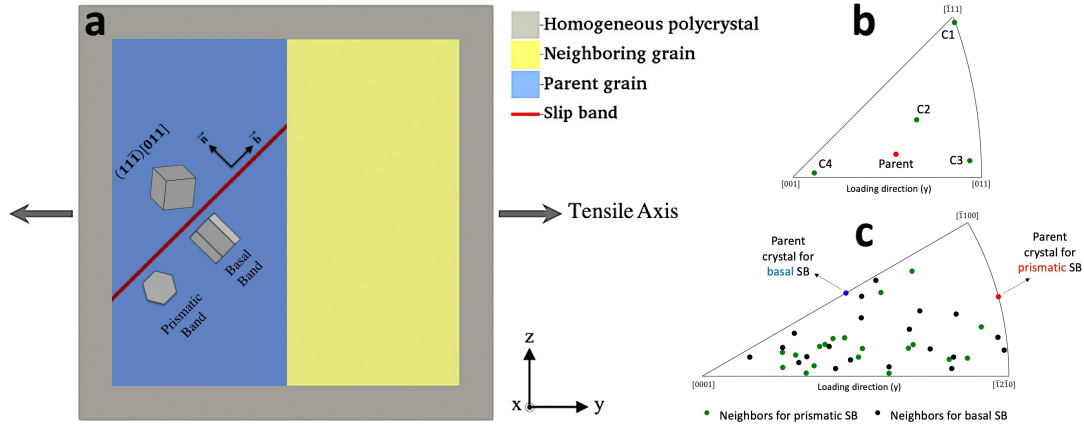 a
(111̄)[011]
n⃗
b⃗
Basal
Band
Prismatic
Band
Homogeneous polycrystal
Neighboring grain
Parent grain
Slip band
Tensile Axis
z
x
y
b
[1̄11]
C1
C2
Parent
C3
C4
[001]
[011]
Loading direction (y)
c
[1̄100]
Parent
crystal for
basal SB
Parent
crystal for
prismatic SB
[0001]
[1̄21̄0]
Loading direction (y)
Neighbors for prismatic SB
Neighbors for basal SB